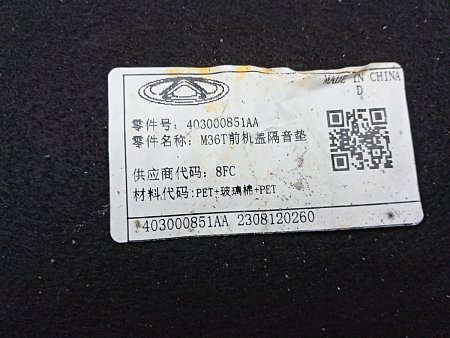 MADE IN CHINA
D
零件号: 403000851AA
零件名称: M36T前机盖隔音垫
供应商代码: 8FC
材料代码: PET+玻璃棉+PET
403000851AA 2308120260